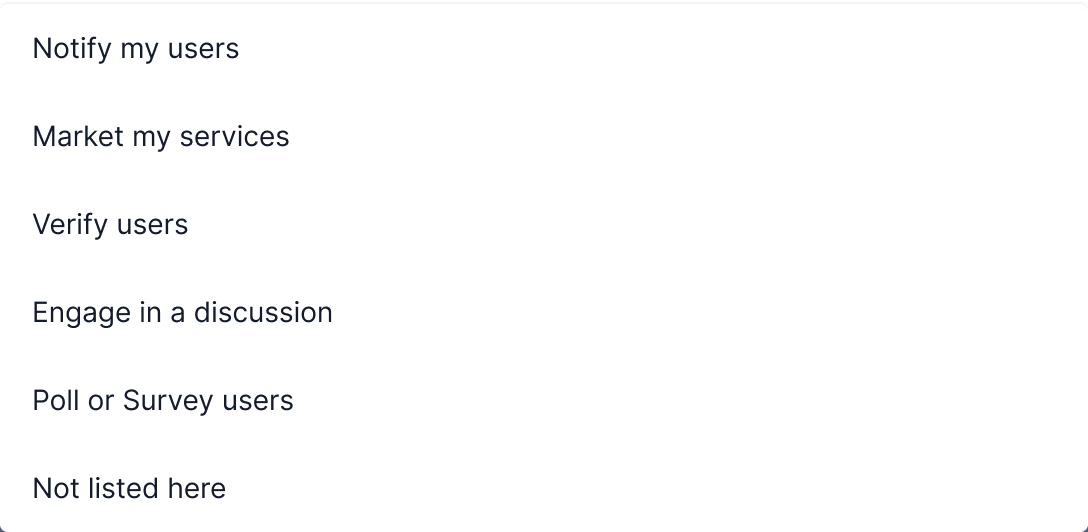 Notify my users
Market my services
Verify users
Engage in a discussion
Poll or Survey users
Not listed here